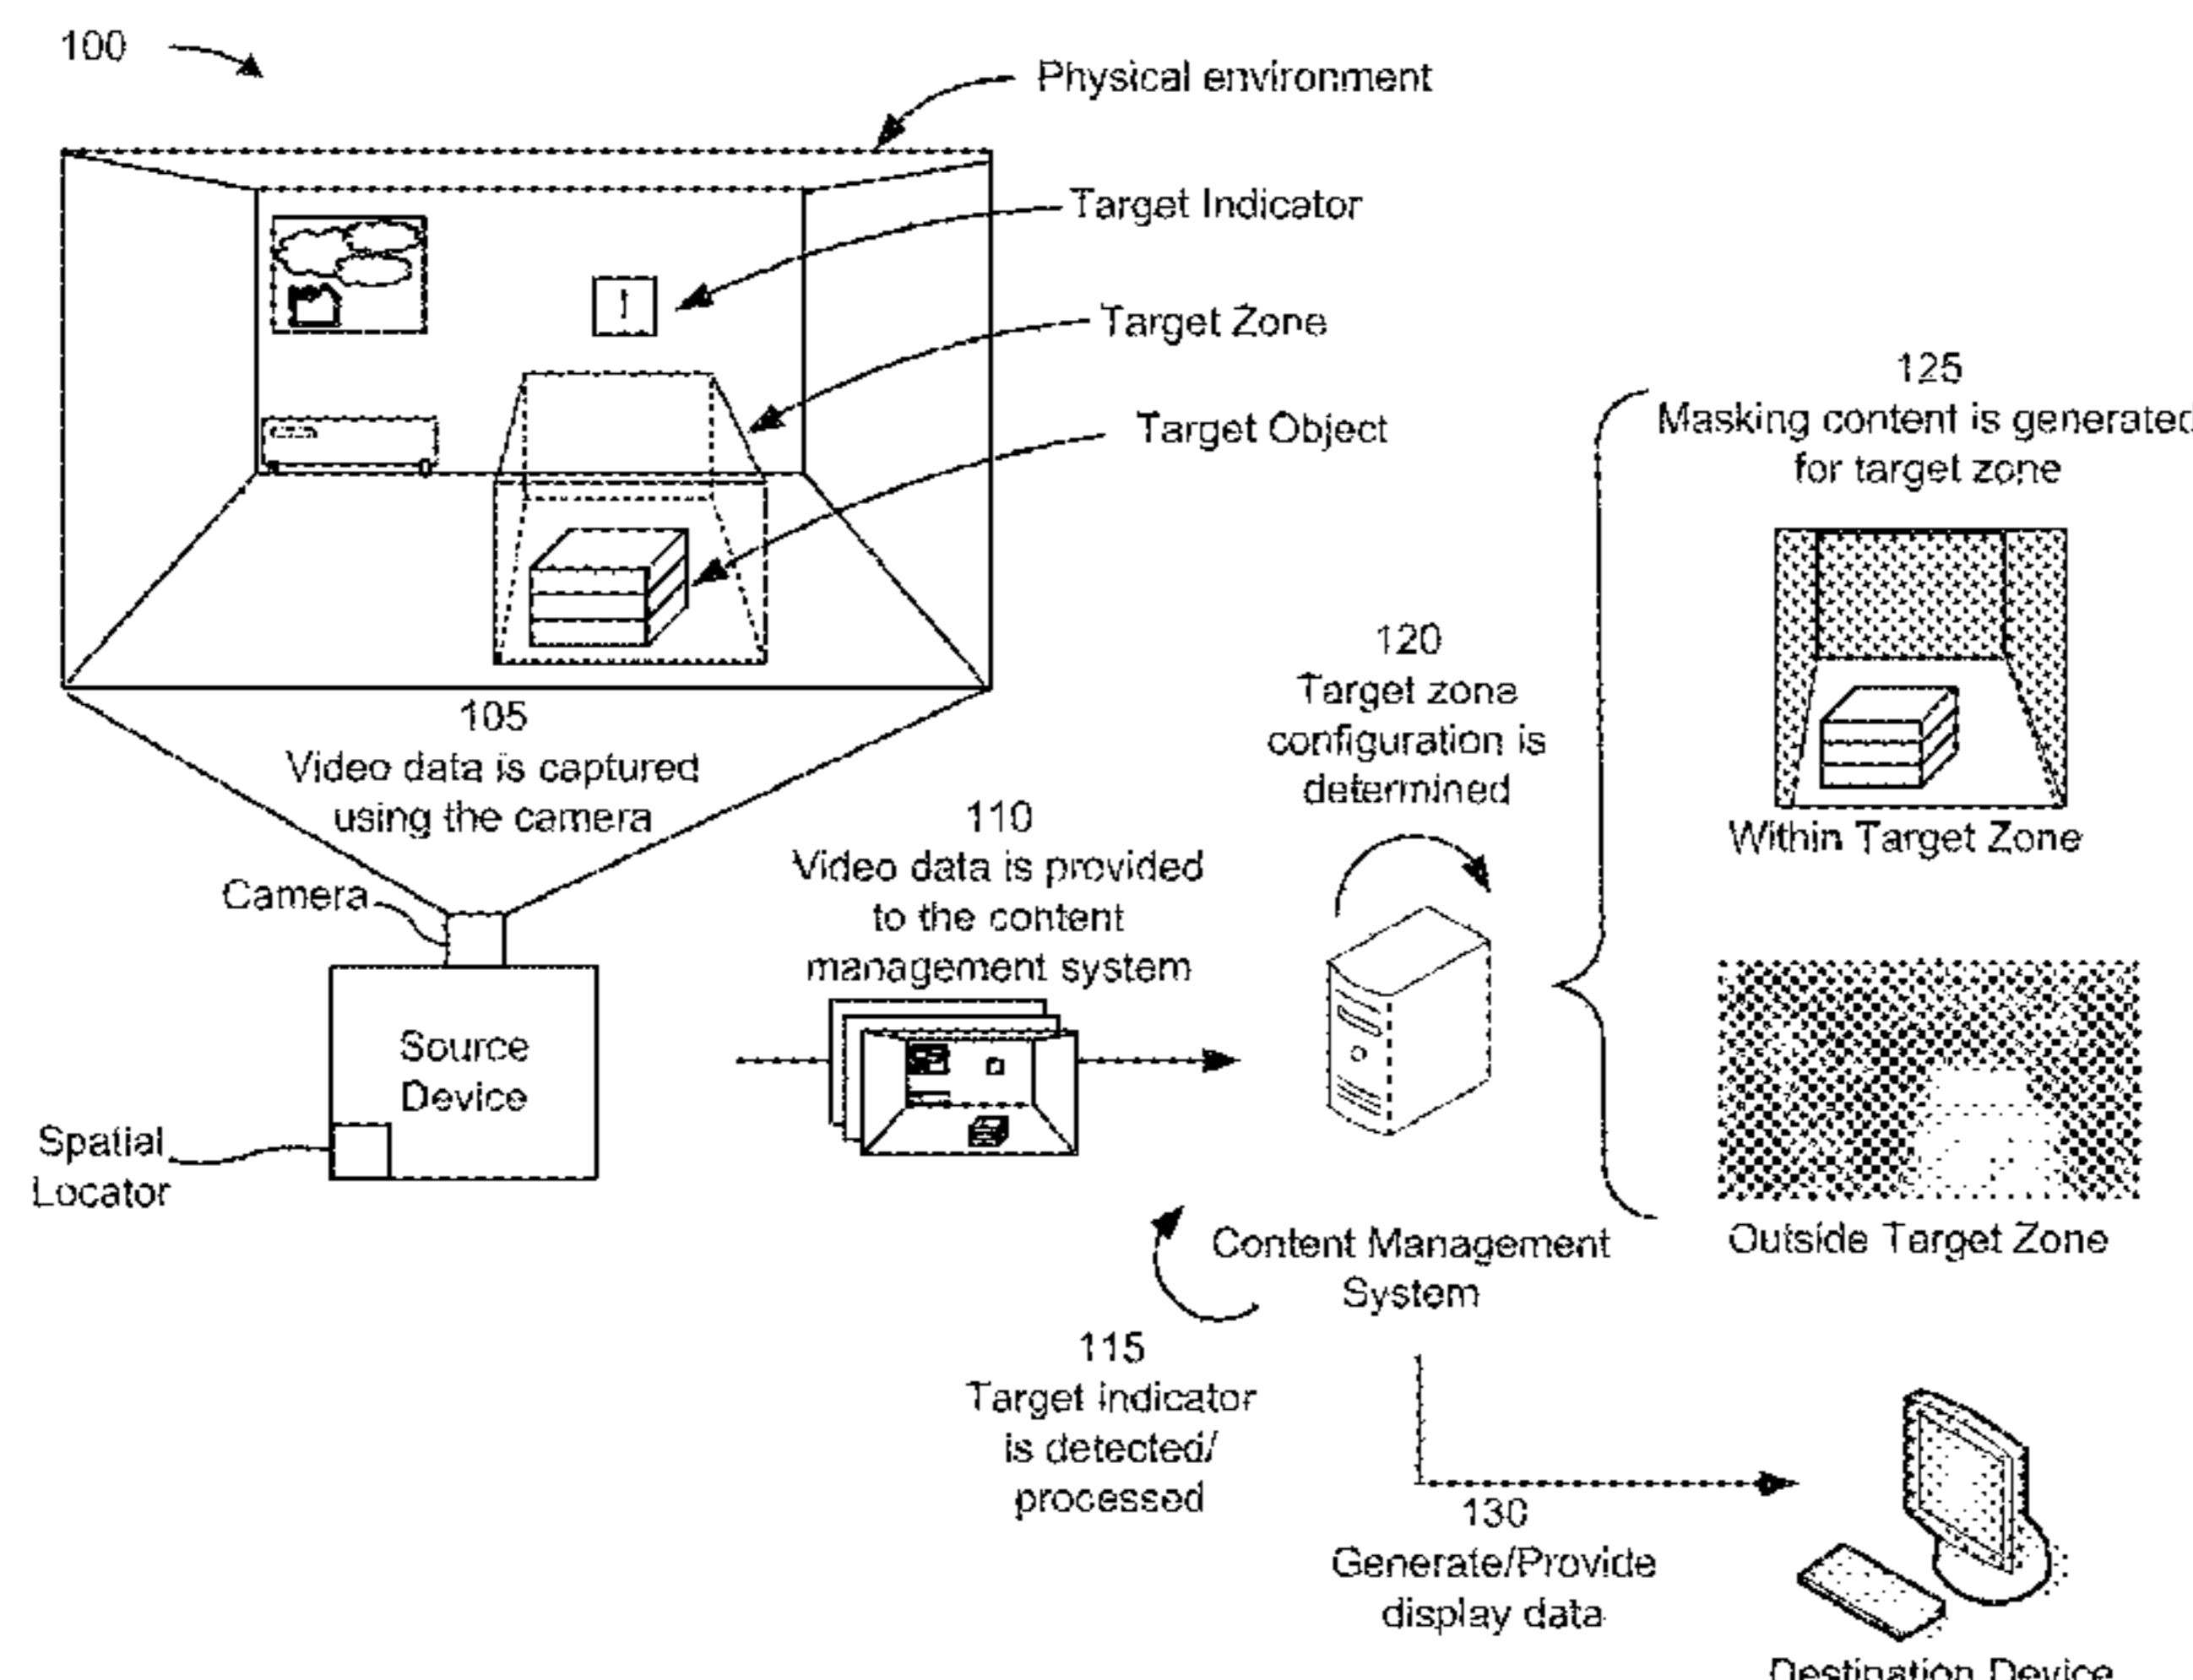 100
Physical environment
Target Indicator
!
Target Zone
Target Object
105
Video data is captured
using the camera
Camera
Source
Device
Spatial
Locator
110
Video data is provided
to the content
management system
120
Target zone
configuration is
determined
125
Masking content is generated
for target zone
Within Target Zone
Outside Target Zone
Content Management
System
115
Target indicator
is detected/
processed
130
Generate/Provide
display data
Destination Device